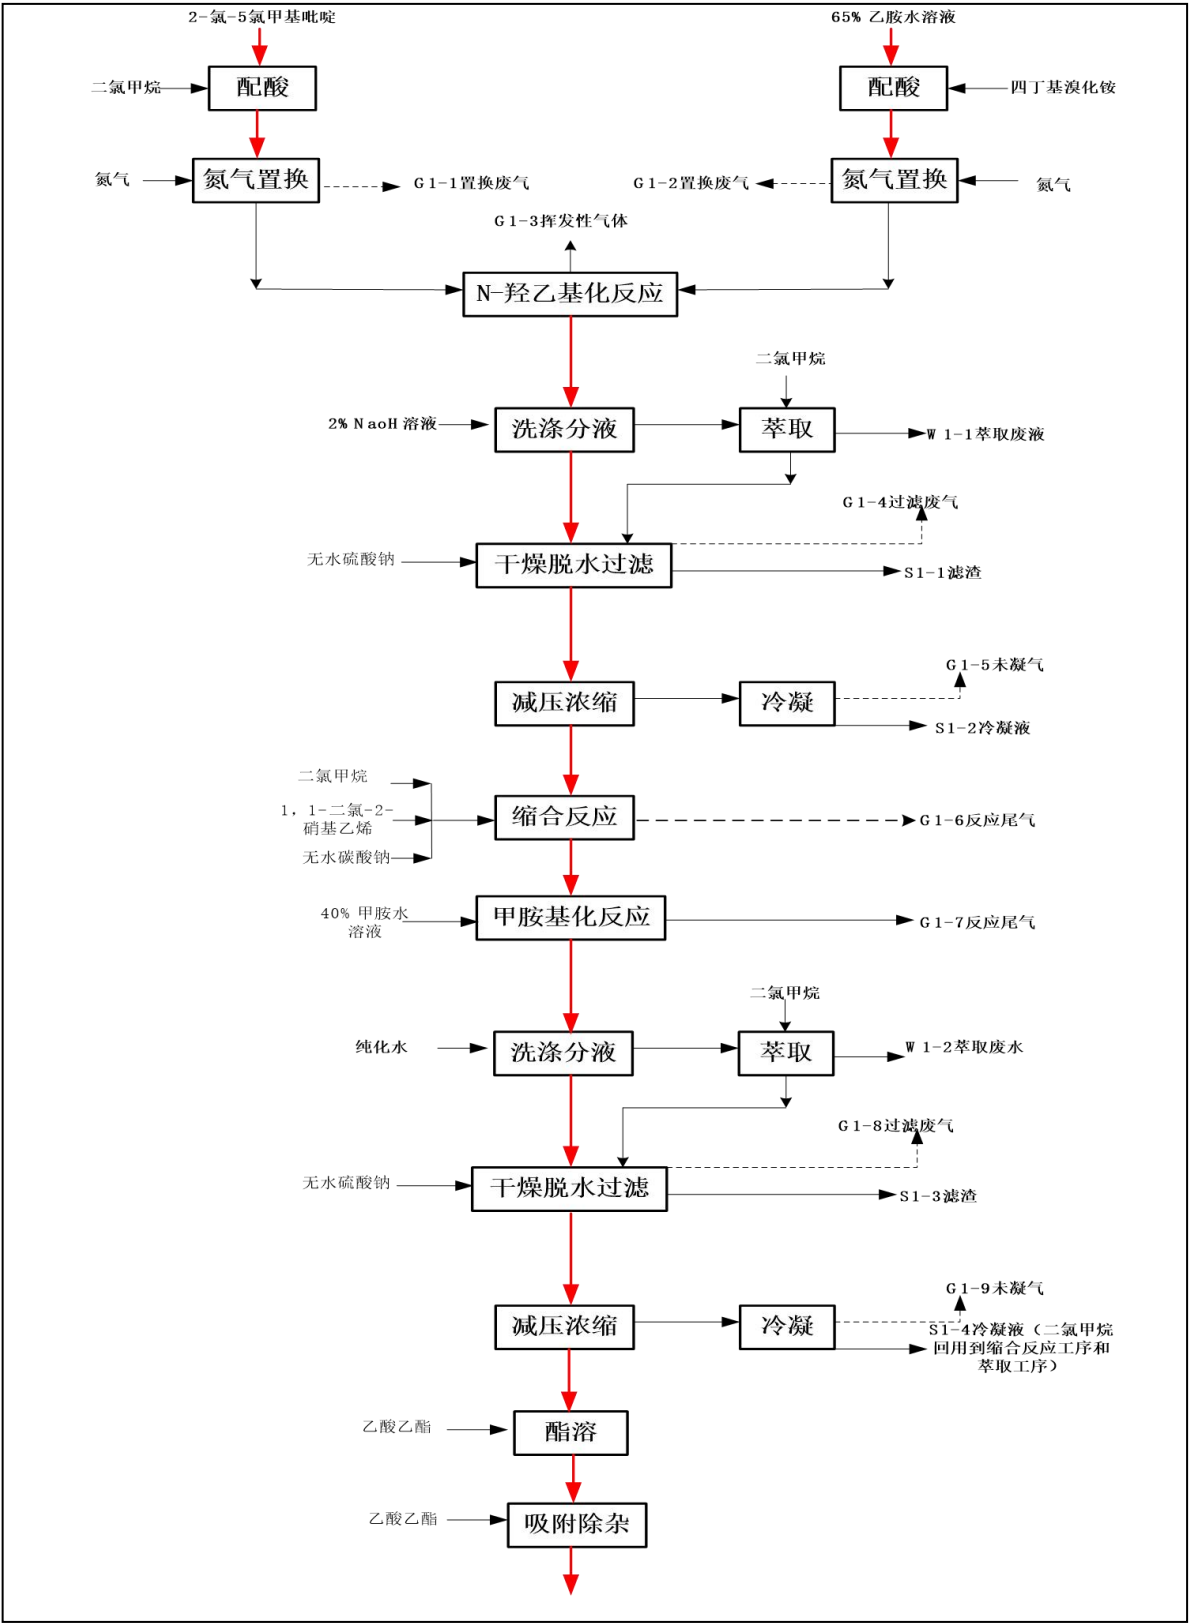 2-氯-5氯甲基吡啶
65% 乙胺水溶液
二氯甲烷
配酸
配酸
四丁基溴化铵
氮气
氮气置换
G1-1置换废气
G1-2置换废气
氮气置换
氮气
G1-3挥发性气体
N-羟乙基化反应
二氯甲烷
2% NaoH 溶液
洗涤分液
萃取
W 1-1萃取废液
G1-4过滤废气
无水硫酸钠
干燥脱水过滤
S1-1滤渣
G1-5未凝气
减压浓缩
冷凝
S1-2冷凝液
二氯甲烷
1，1-二氯-2-
硝基乙烯
无水碳酸钠
缩合反应
G1-6反应尾气
40% 甲胺水
溶液
甲胺基化反应
G1-7反应尾气
二氯甲烷
纯化水
洗涤分液
萃取
W 1-2萃取废水
G1-8过滤废气
无水硫酸钠
干燥脱水过滤
S1-3滤渣
G1-9未凝气
减压浓缩
冷凝
S1-4冷凝液（二氯甲烷
回用到缩合反应工序和
萃取工序）
乙酸乙酯
酯溶
乙酸乙酯
吸附除杂